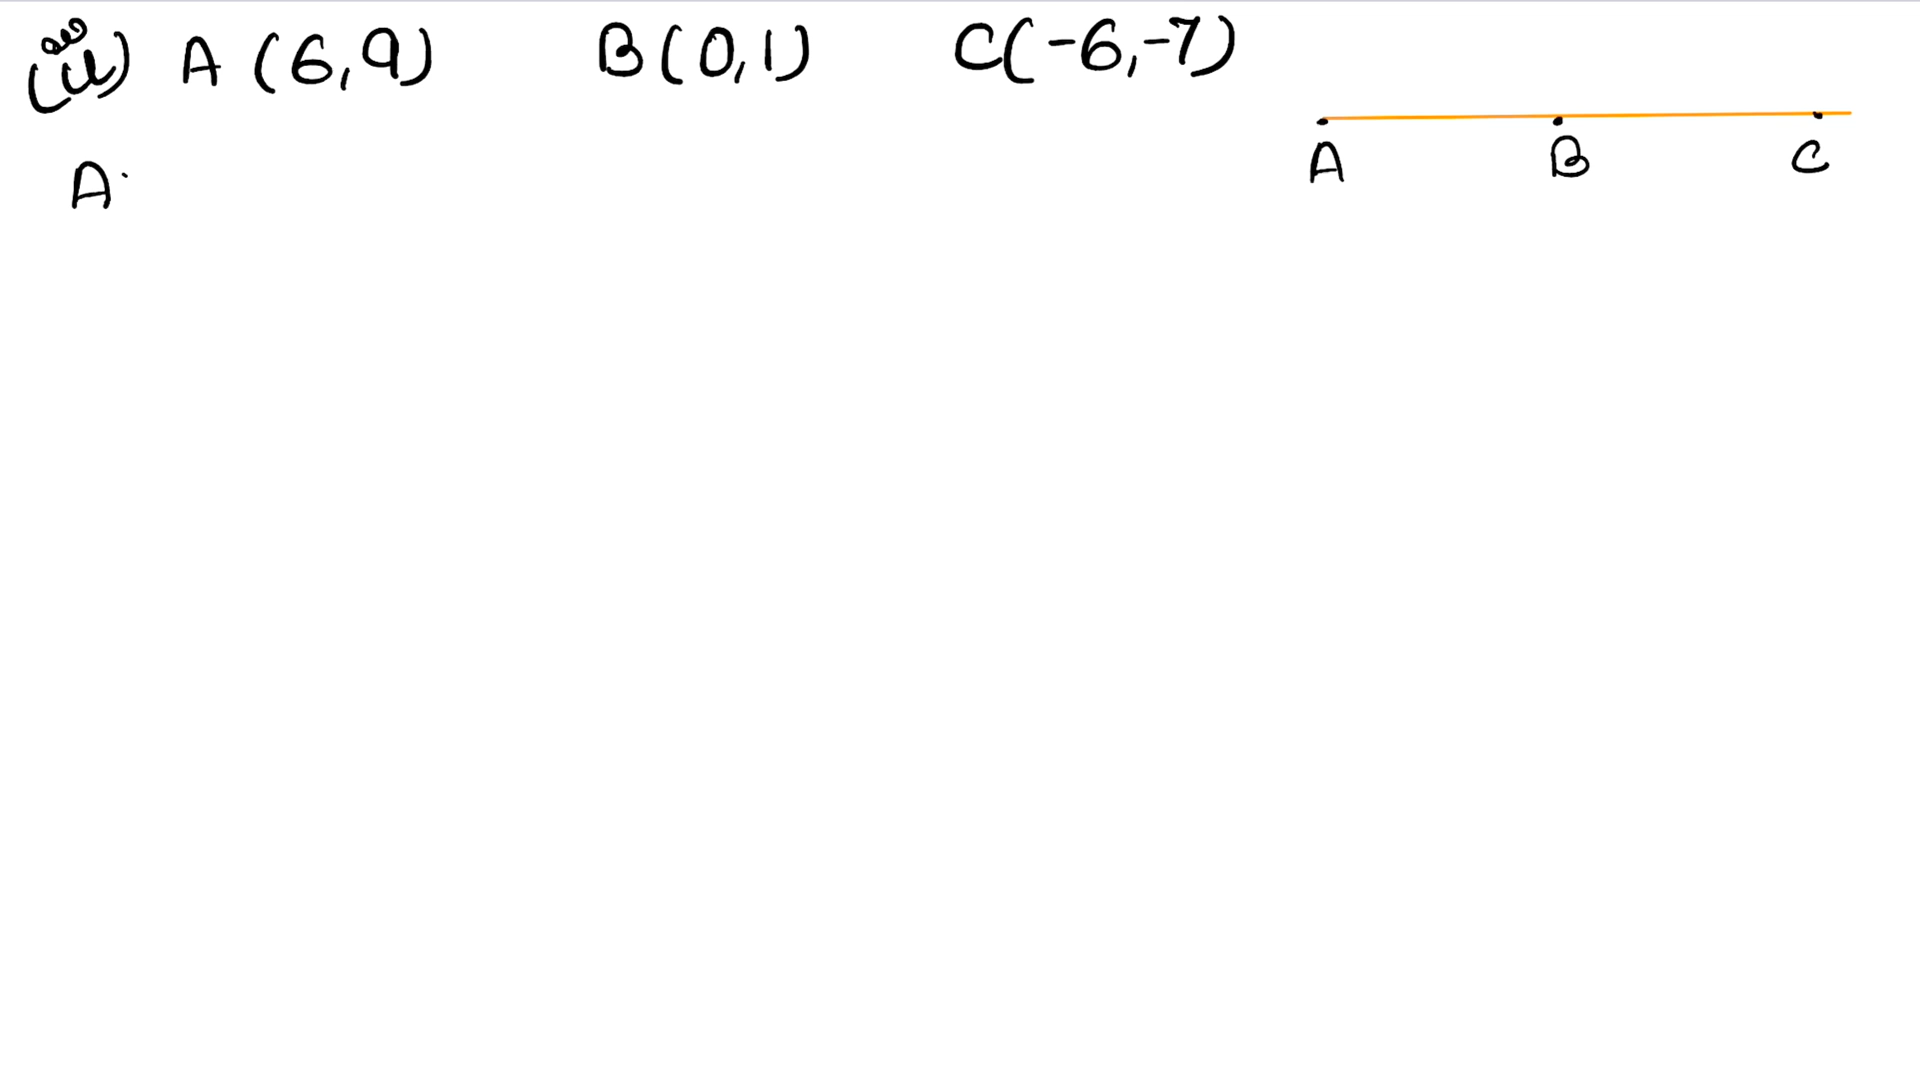 (iii) A (6,9) B(0,1) C(-6,-7)
A B C
A